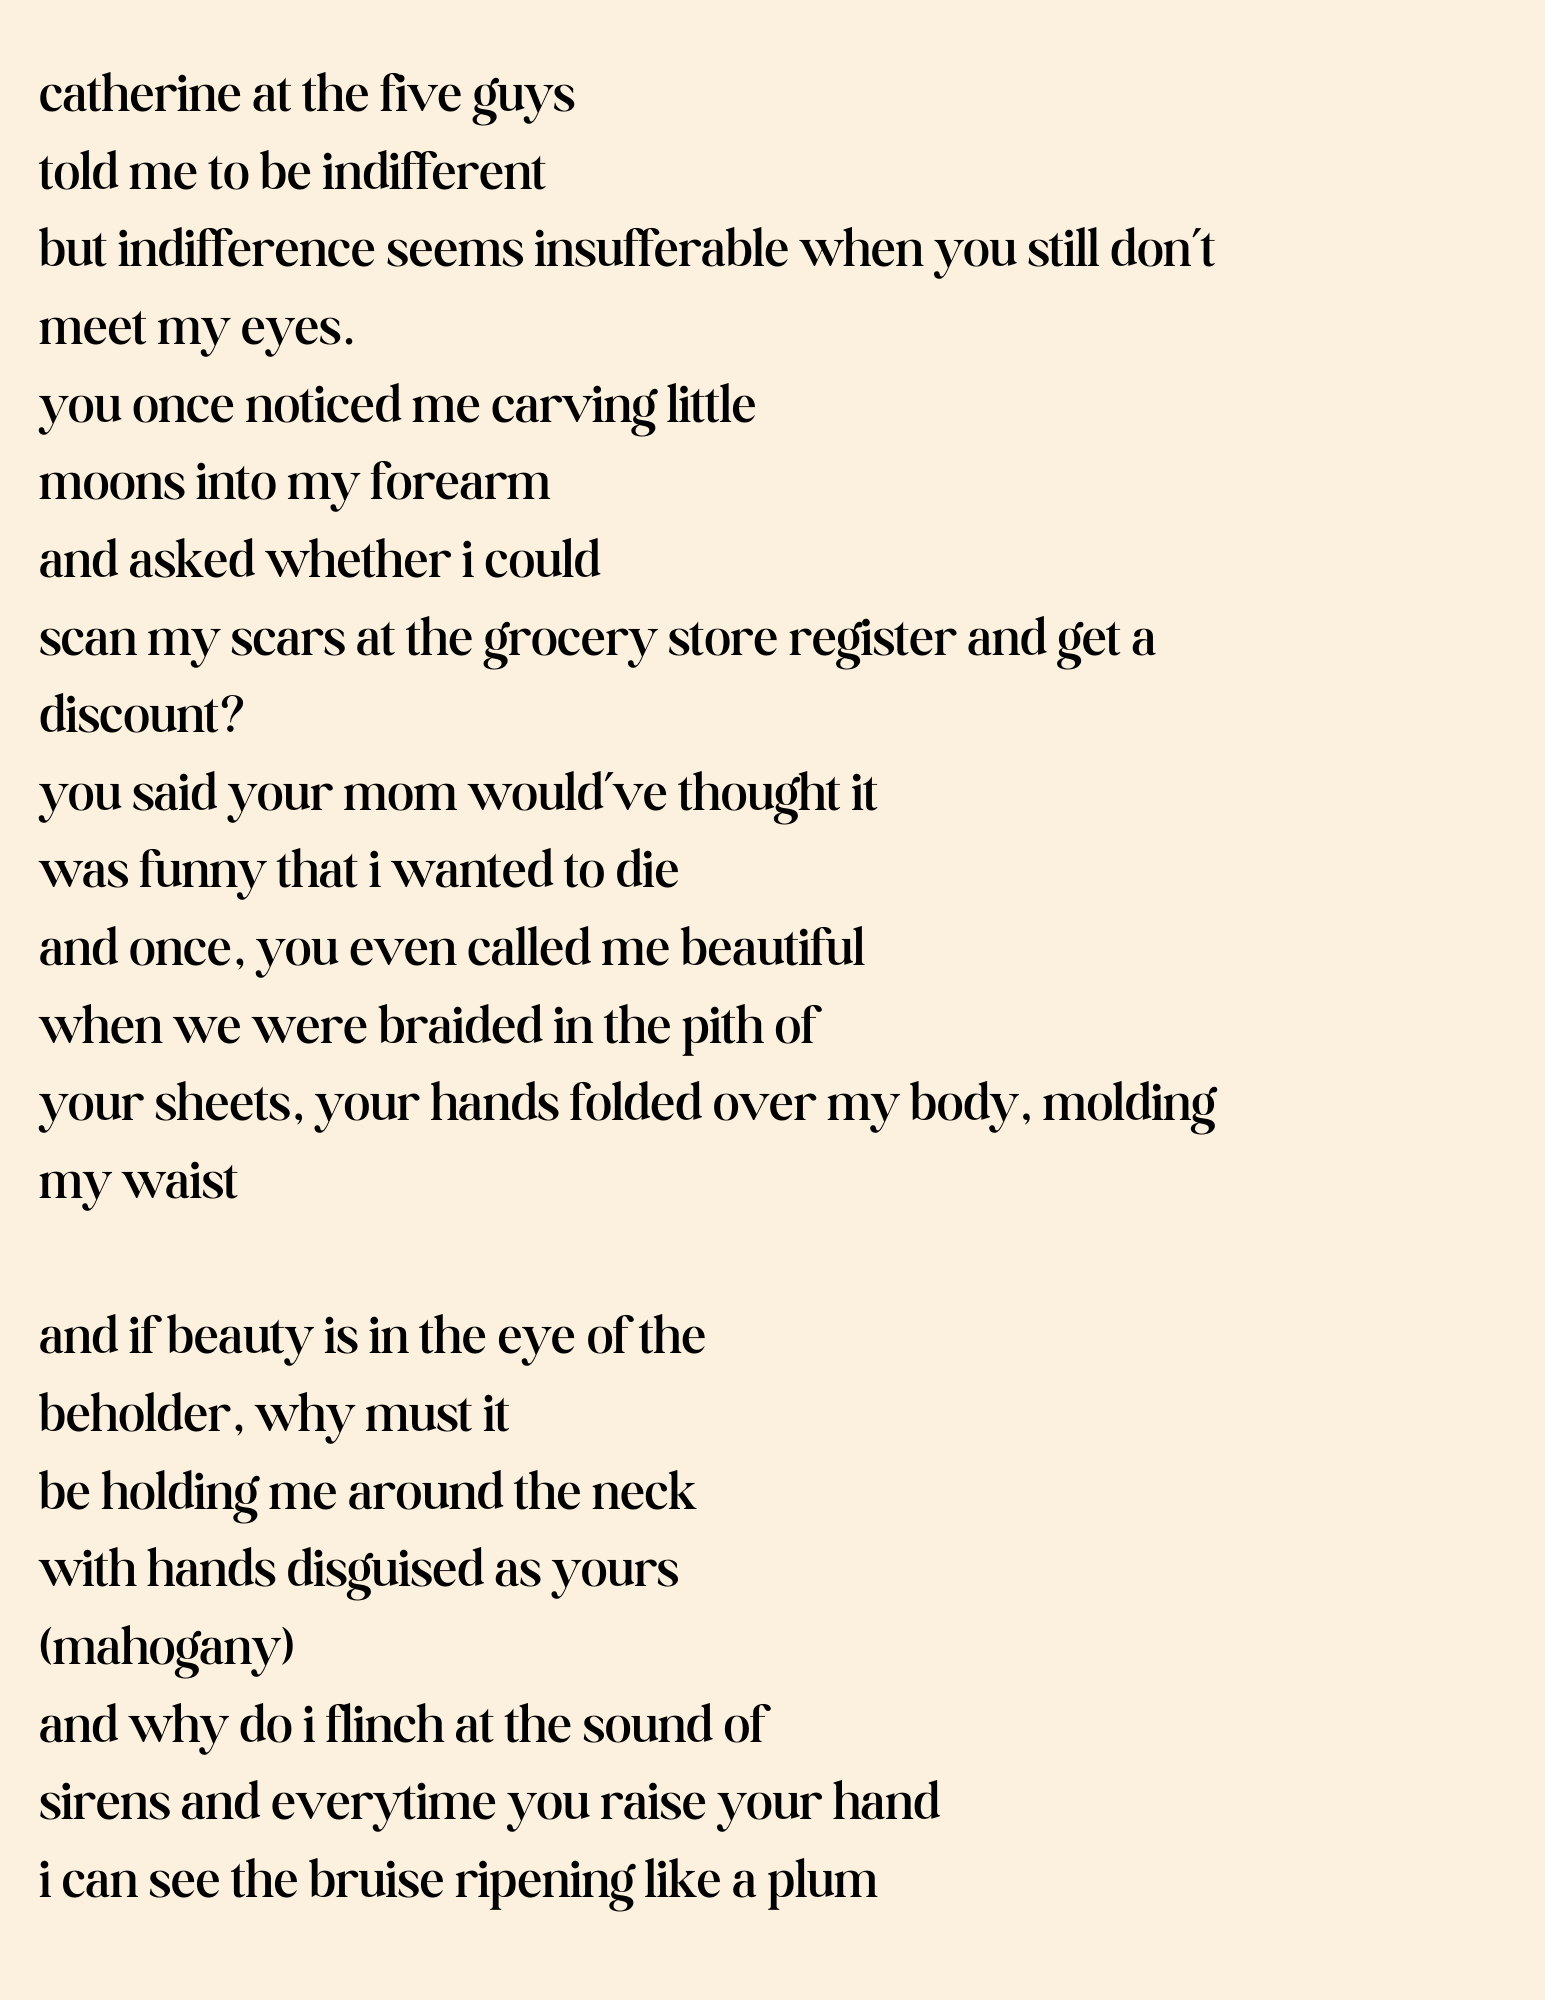 catherine at the five guys
told me to be indifferent
but indifference seems insufferable when you still don't
meet my eyes.
you once noticed me carving little
moons into my forearm
and asked whether i could
scan my scars at the grocery store register and get a
discount?
you said your mom would've thought it
was funny that i wanted to die
and once, you even called me beautiful
when we were braided in the pith of
your sheets, your hands folded over my body, molding
my waist

and if beauty is in the eye of the
beholder, why must it
be holding me around the neck
with hands disguised as yours
(mahogany)
and why do i flinch at the sound of
sirens and everytime you raise your hand
i can see the bruise ripening like a plum